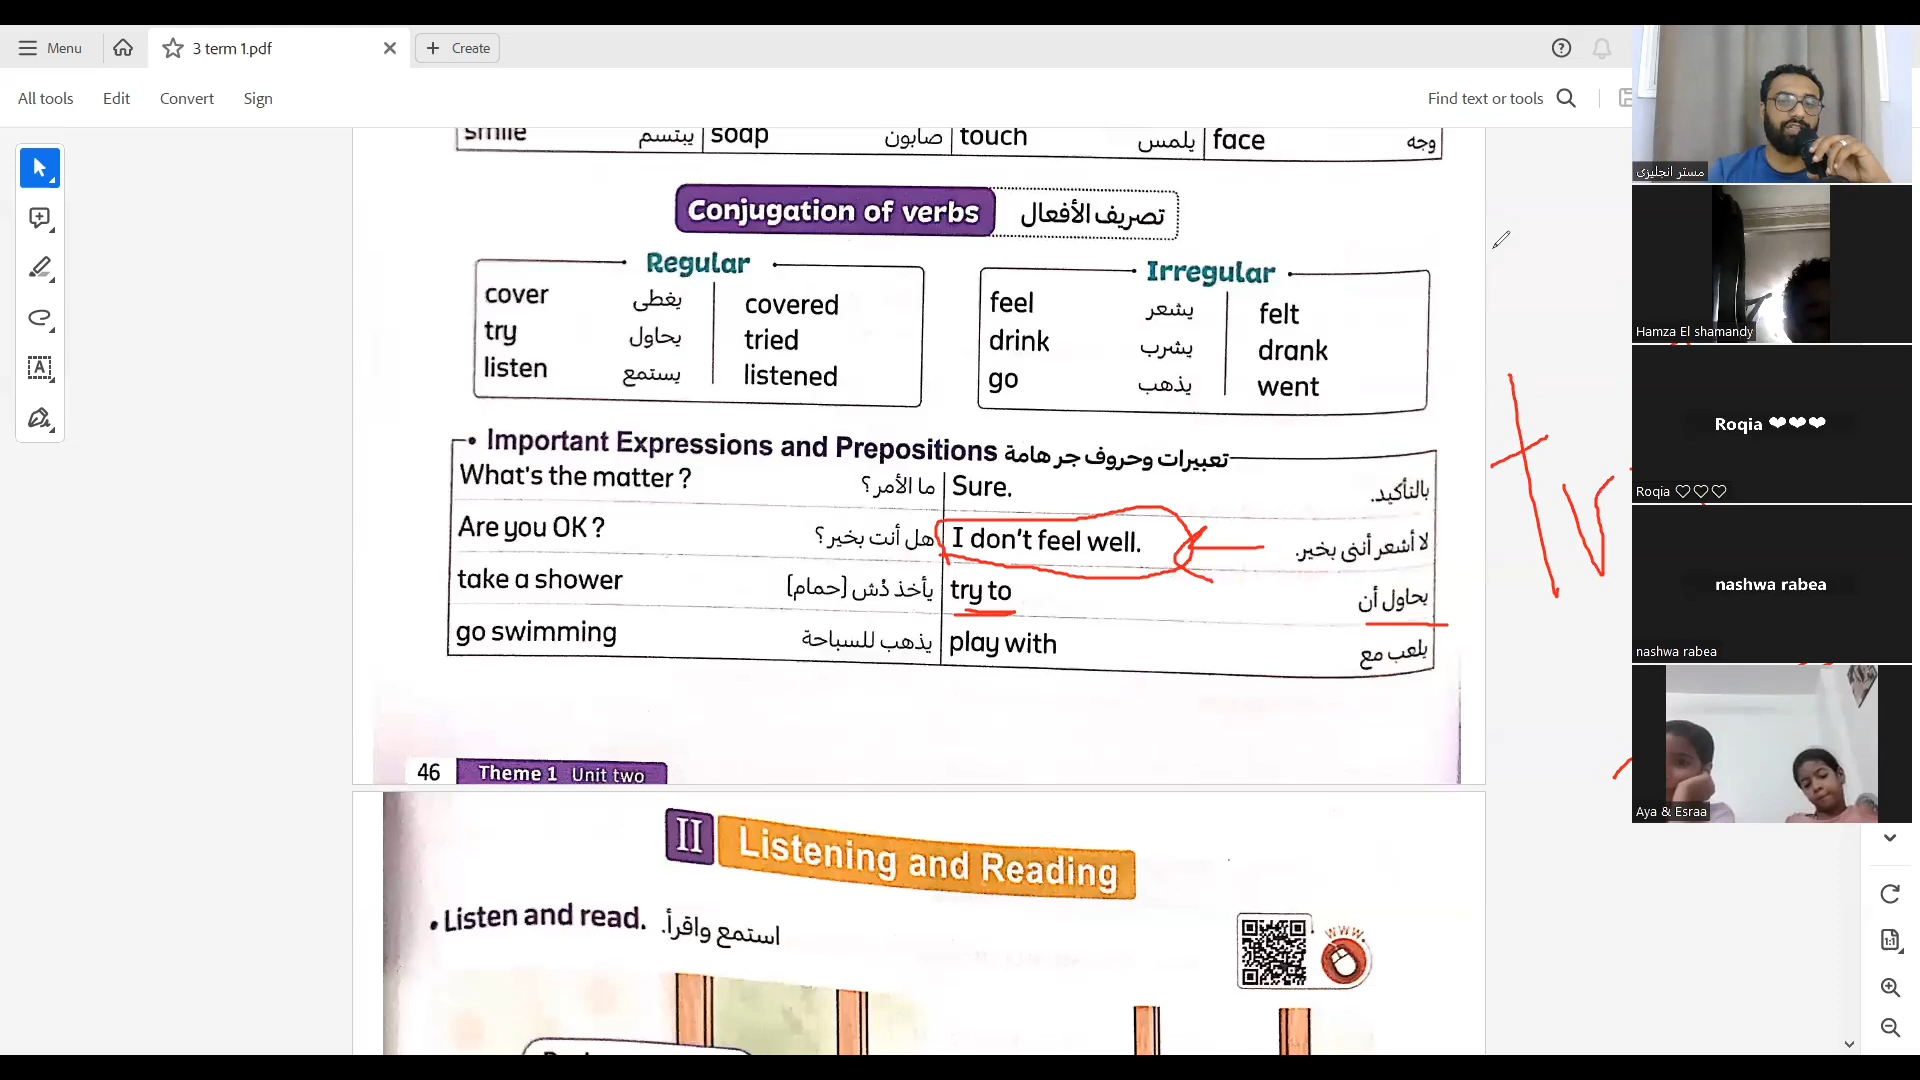 Menu
3 term 1.pdf
Create
All tools Edit Convert Sign
Find text or tools
smile يبتسم soap صابون touch يلمس face وجه
Conjugation of verbs تصريف الأفعال
Regular
cover يغطى covered
try يحاول tried
listen يستمع listened
Irregular
feel يشعر felt
drink يشرب drank
go يذهب went
• Important Expressions and Prepositions تعبيرات وحروف جر هامة
What's the matter? ما الأمر؟ Sure. بالتأكيد.
Are you OK? هل أنت بخير؟ I don't feel well. لا أشعر أننى بخير.
take a shower يأخذ دُش [حمام] try to يحاول أن
go swimming يذهب للسباحة play with يلعب مع
46 Theme 1 Unit two
II Listening and Reading
• Listen and read. استمع واقرأ.
www.
مستر انجليزى
Hamza El shamandy
Roqia ❤❤❤
Roqia ♡♡♡
nashwa rabea
nashwa rabea
Aya & Esraa
1:1